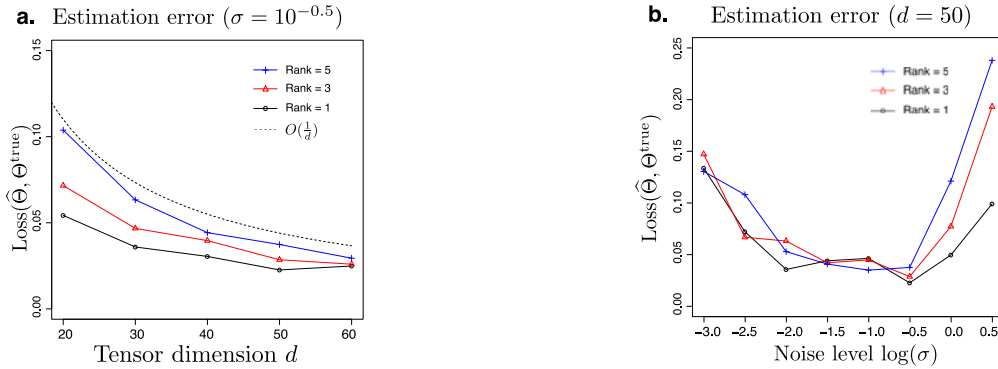 a. Estimation error (σ = 10^{-0.5})
Loss(Θ̂, Θ^true)
0.15
0.10
0.05
0.00
Rank = 5
Rank = 3
Rank = 1
O(1/d)
20 30 40 50 60
Tensor dimension d
b. Estimation error (d = 50)
Loss(Θ̂, Θ^true)
0.25
0.20
0.15
0.10
0.05
0.00
Rank = 5
Rank = 3
Rank = 1
-3.0 -2.5 -2.0 -1.5 -1.0 -0.5 0.0 0.5
Noise level log(σ)